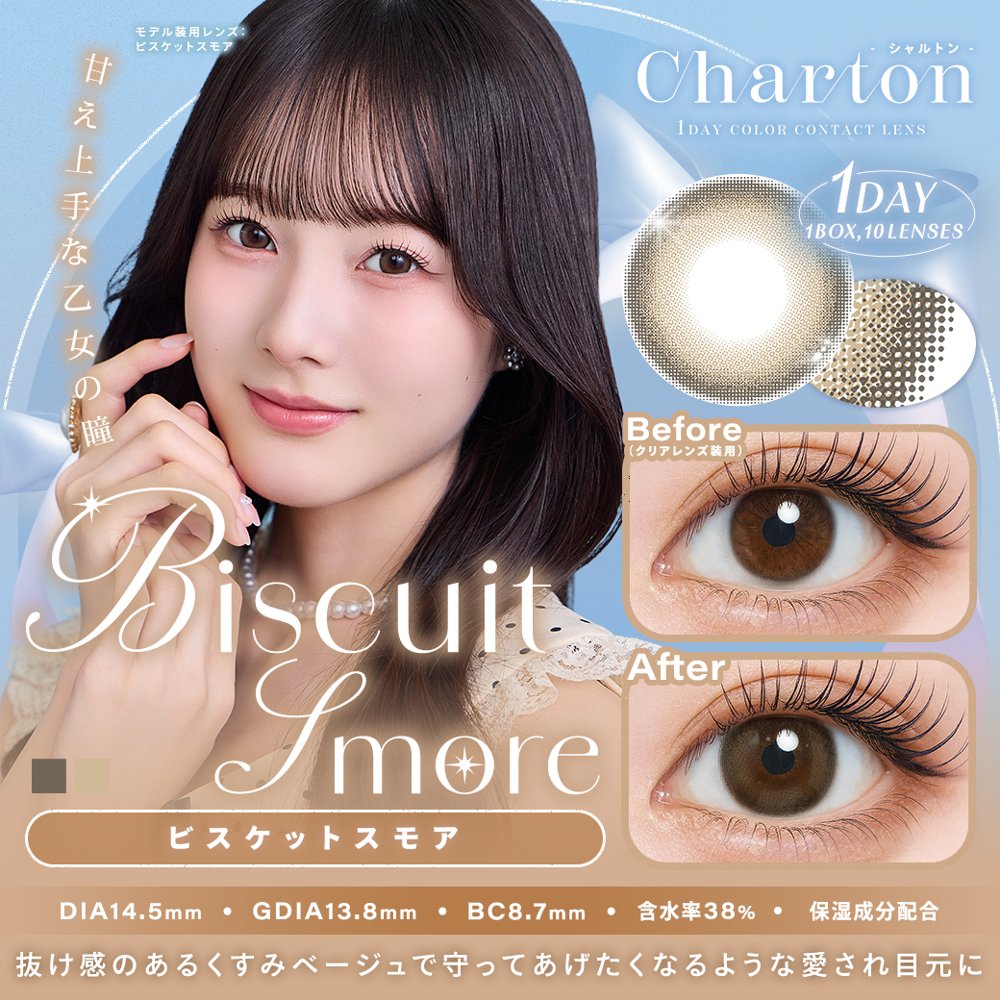 モデル装用レンズ:
ビスケットスモア
甘え上手な乙女の瞳
- シャルトン -
Charton
1DAY COLOR CONTACT LENS
1DAY
1BOX,10LENSES
Before
(クリアレンズ装用)
After
Biscuit
Smore
ビスケットスモア
DIA14.5mm ・ GDIA13.8mm ・ BC8.7mm ・ 含水率38% ・ 保湿成分配合
抜け感のあるくすみベージュで守ってあげたくなるような愛され目元に